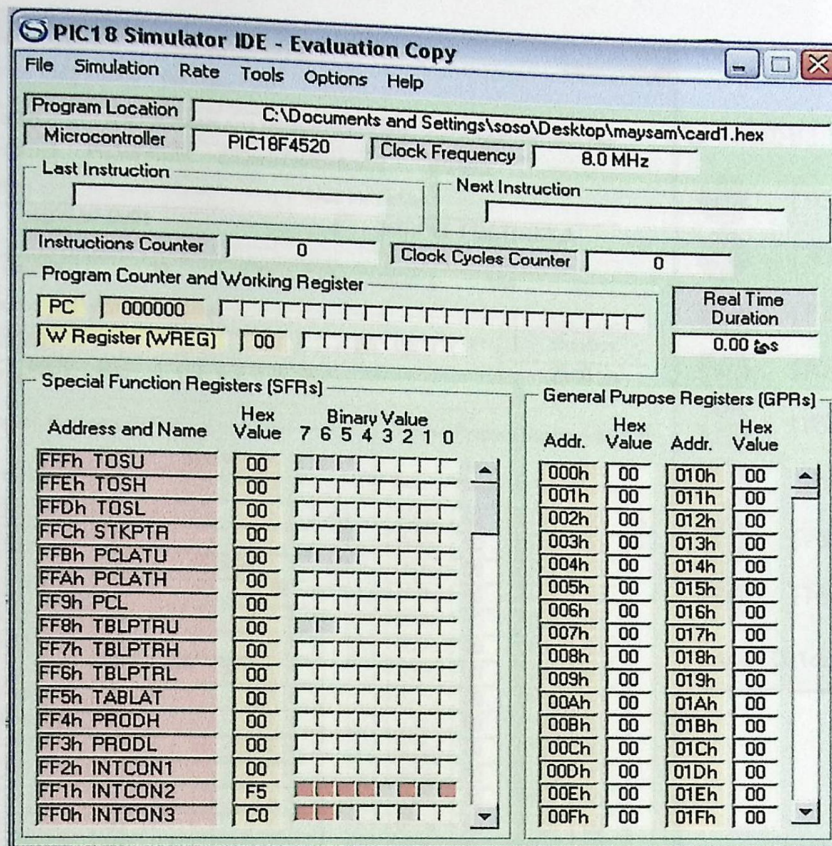 PIC18 Simulator IDE - Evaluation Copy
File Simulation Rate Tools Options Help
Program Location C:\Documents and Settings\soso\Desktop\maysam\card1.hex
Microcontroller PIC18F4520 Clock Frequency 8.0 MHz
Last Instruction Next Instruction
Instructions Counter 0 Clock Cycles Counter 0
Program Counter and Working Register
PC 000000
Real Time Duration
W Register (WREG) 00
0.00
Special Function Registers (SFRs) General Purpose Registers (GPRs)
Address and Name Hex Value Binary Value 7 6 5 4 3 2 1 0 Addr. Hex Value Addr. Hex Value
FFFh TOSU 00 000h 00 010h 00
FFEh TOSH 00 001h 00 011h 00
FFDh TOSL 00 002h 00 012h 00
FFCh STKPTR 00 003h 00 013h 00
FFBh PCLATU 00 004h 00 014h 00
FFAh PCLATH 00 005h 00 015h 00
FF9h PCL 00 006h 00 016h 00
FF8h TBLPTRU 00 007h 00 017h 00
FF7h TBLPTRH 00 008h 00 018h 00
FF6h TBLPTRL 00 009h 00 019h 00
FF5h TABLAT 00 00Ah 00 01Ah 00
FF4h PRODH 00 00Bh 00 01Bh 00
FF3h PRODL 00 00Ch 00 01Ch 00
FF2h INTCON1 00 00Dh 00 01Dh 00
FF1h INTCON2 F5 00Eh 00 01Eh 00
FF0h INTCON3 C0 00Fh 00 01Fh 00